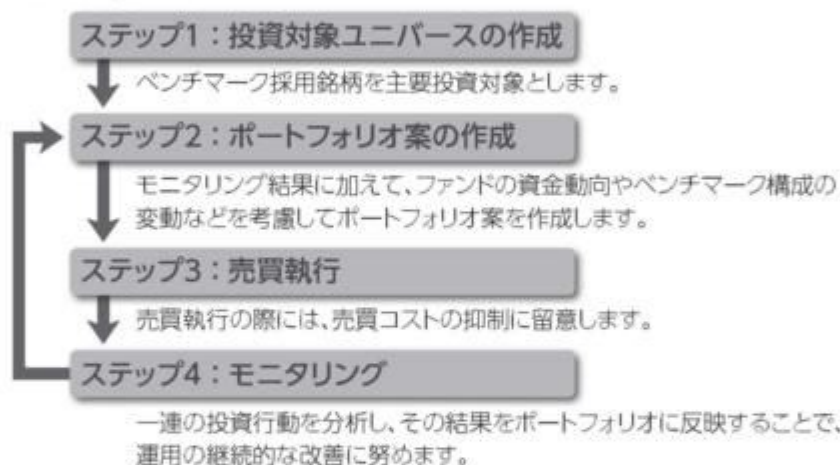 ステップ1：投資対象ユニバースの作成
ベンチマーク採用銘柄を主要投資対象とします。
ステップ2：ポートフォリオ案の作成
モニタリング結果に加えて、ファンドの資金動向やベンチマーク構成の
変動などを考慮してポートフォリオ案を作成します。
ステップ3：売買執行
売買執行の際には、売買コストの抑制に留意します。
ステップ4：モニタリング
一連の投資行動を分析し、その結果をポートフォリオに反映することで、
運用の継続的な改善に努めます。